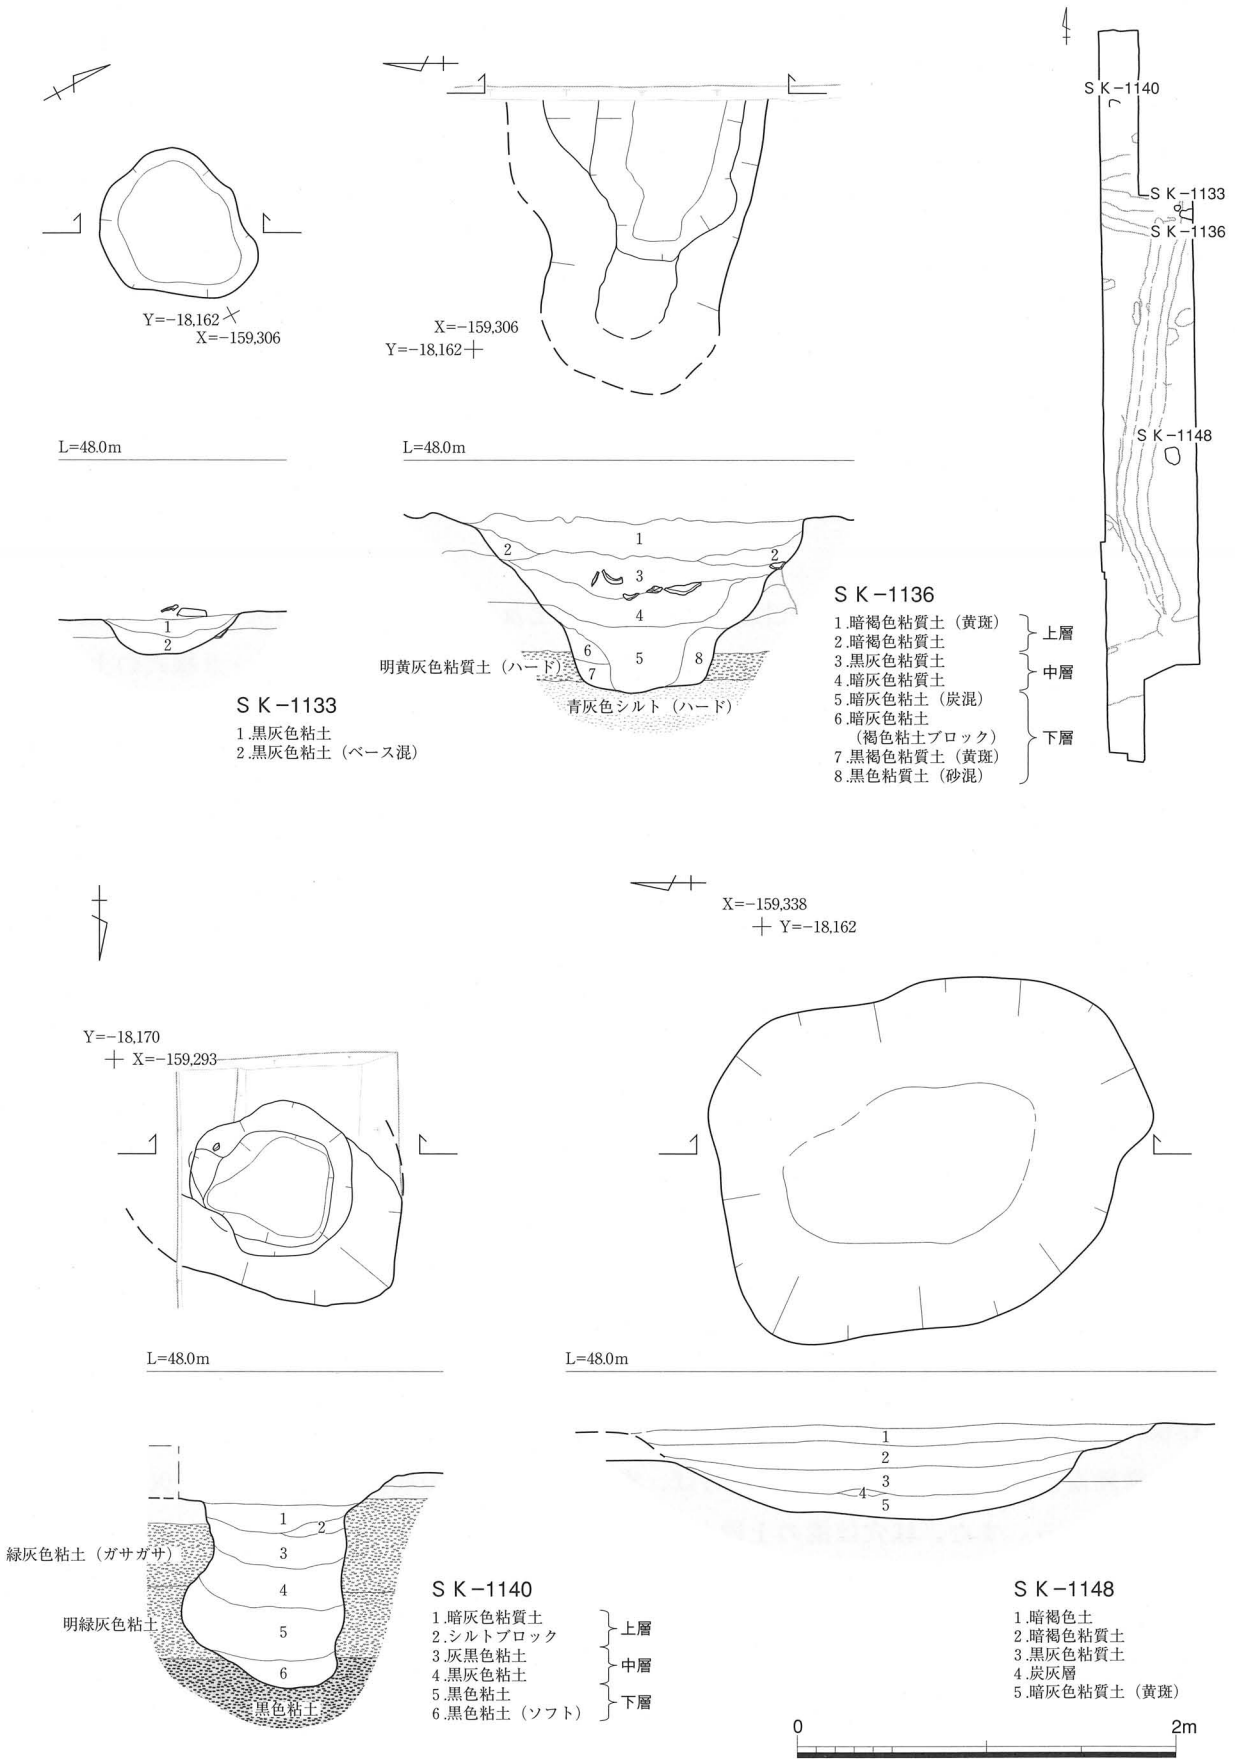 S K-1140
S K-1133
S K-1136
S K-1148
Y=-18,162
X=-159,306
X=-159,306
Y=-18,162
L=48.0m
L=48.0m
1
2
1
2
2
3
4
5
6
7
8
明黄灰色粘質土（ハード）
青灰色シルト（ハード）
S K-1133
1.黒灰色粘土
2.黒灰色粘土（ベース混）
S K-1136
1.暗褐色粘質土（黄斑）
2.暗褐色粘質土
上層
3.黒灰色粘質土
4.暗灰色粘質土
中層
5.暗灰色粘土（炭混）
6.暗灰色粘土
（褐色粘土ブロック）
7.黒褐色粘質土（黄斑）
8.黒色粘質土（砂混）
下層
Y=-18,170
X=-159,293
X=-159,338
Y=-18,162
L=48.0m
L=48.0m
1
2
3
4
5
6
緑灰色粘土（ガサガサ）
明緑灰色粘土
黒色粘土
1
2
3
4
5
S K-1140
1.暗灰色粘質土
2.シルトブロック
上層
3.灰黒色粘土
4.黒灰色粘土
中層
5.黒色粘土
6.黒色粘土（ソフト）
下層
S K-1148
1.暗褐色土
2.暗褐色粘質土
3.黒灰色粘質土
4.炭灰層
5.暗灰色粘質土（黄斑）
0 2m